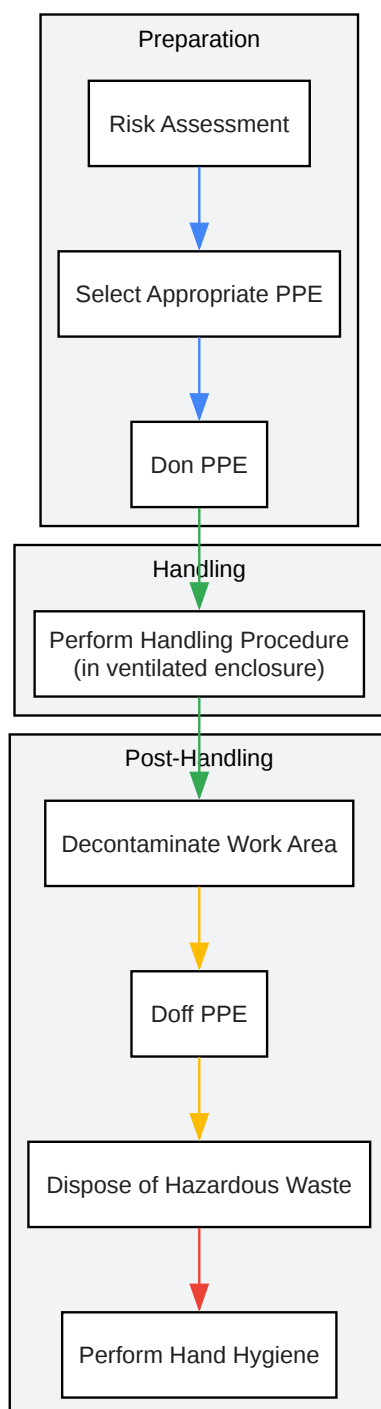 Preparation
Risk Assessment
Select Appropriate PPE
Don PPE
Handling
Perform Handling Procedure
(in ventilated enclosure)
Post-Handling
Decontaminate Work Area
Doff PPE
Dispose of Hazardous Waste
Perform Hand Hygiene